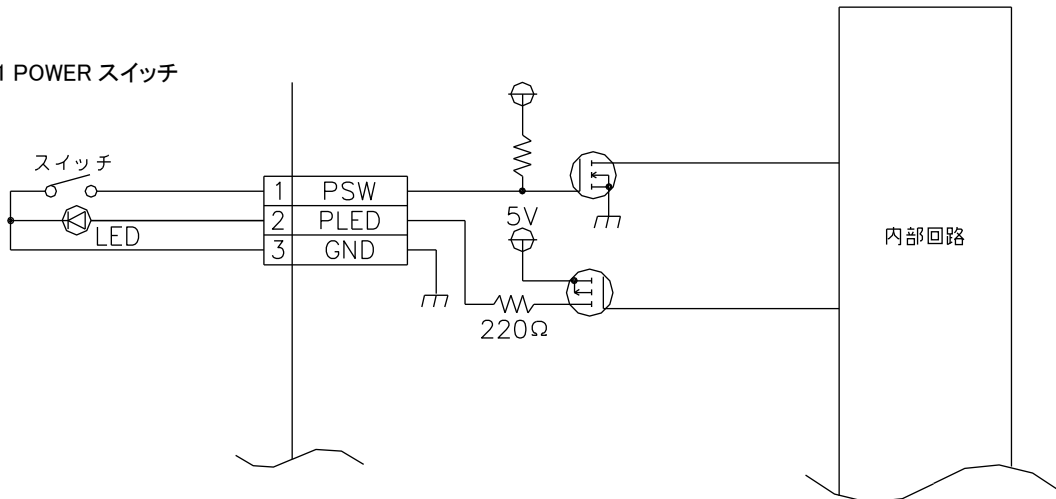 1 POWER スイッチ
スイッチ
LED
1 PSW
2 PLED
3 GND
5V
220Ω
内部回路